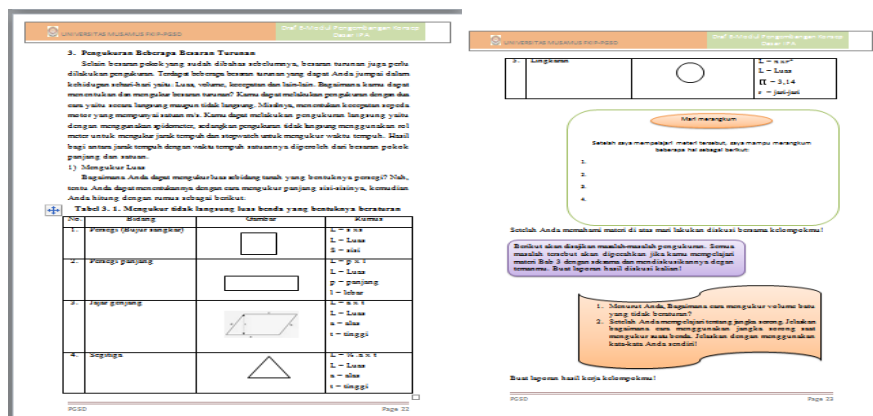 UNIVERSITAS MUSAMUS FKIP-PGSD
Draf E-Modul Pengembangan Konsep
Dasar IPA
3. Pengukuran Beberapa Besaran Turunan
Selain besaran pokok yang sudah dibahas sebelumnya, besaran turunan juga perlu
dilakukan pengukuran. Terdapat beberapa besaran turunan yang dapat Anda jumpai dalam
kehidupan sehari-hari yaitu: Luas, volume, kecepatan dan lain-lain. Bagaimana kamu dapat
menentukan dan mengukur besaran turunan? Kamu dapat melakukan pengukuran dengan dua
cara yaitu secara langsung maupun tidak langsung. Misalnya, menentukan kecepatan sepeda
motor yang mempunyai satuan m/s. Kamu dapat melakukan pengukuran langsung yaitu
dengan menggunakan spidometer, sedangkan pengukuran tidak langsung menggunakan rol
meter untuk mengukur jarak tempuh dan stopwatch untuk mengukur waktu tempuh. Hasil
bagi antara jarak tempuh dengan waktu tempuh satuannya diperoleh dari besaran pokok
panjang dan satuan.
1) Mengukur Luas
Bagaimana Anda dapat mengukur luas sebidang tanah yang bentuknya persegi? Nah,
tentu Anda dapat menentukannya dengan cara mengukur panjang sisi-sisinya, kemudian
Anda hitung dengan rumus sebagai berikut:
Tabel 3. 1. Mengukur tidak langsung luas benda yang bentuknya beraturan
No. Bidang Gambar Rumus
1. Persegi (Bujur sangkar) L = s x s
L = Luas
S = sisi
2. Persegi panjang L = p x l
L = Luas
p = panjang
l = lebar
3. Jajar genjang L = a x t
L = Luas
a = alas
t = tinggi
4. Segitiga L = ½ .a x t
L = Luas
a = alas
t = tinggi
PGSD Page 22
UNIVERSITAS MUSAMUS FKIP-PGSD
Draf E-Modul Pengembangan Konsep
Dasar IPA
5. Lingkaran
L = Luas
π = 3,14
r = jari-jari
Mari merangkum
Setelah saya mempelajari materi tersebut, saya mampu merangkum
beberapa hal sebagai berikut:
1.
2.
3.
4.
Setelah Anda memahami materi di atas mari lakukan diskusi bersama kelompokmu!
Berikut akan disajikan masalah-masalah pengukuran. Semua
masalah tersebut akan dipecahkan jika kamu mempelajari
materi Bab 3 dengan seksama dan mendiskusikannya degan
temanmu. Buat laporan hasil diskusi kalian!
1. Menurut Anda, Bagaimana cara mengukur volume batu
yang tidak beraturan?
2. Setelah Anda mempelajari tentang jangka sorong. Jelaskan
bagaimana cara menggunakan jangka sorong saat
mengukur suatu benda. Jelaskan dengan menggunakan
kata-kata Anda sendiri!
Buat laporan hasil kerja kelompokmu!
PGSD Page 23